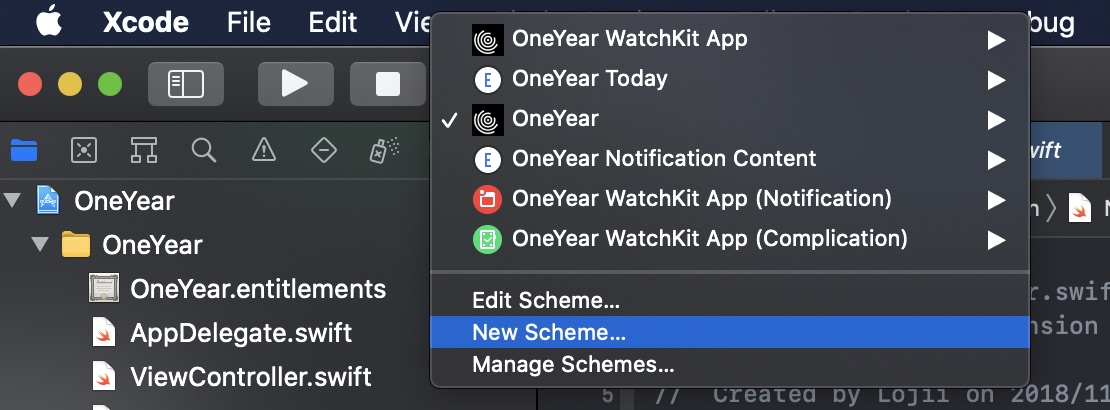 Xcode File Edit Vi bug
OneYear WatchKit App
OneYear Today
OneYear
OneYear Notification Content
OneYear WatchKit App (Notification)
OneYear WatchKit App (Complication)
Edit Scheme...
New Scheme...
Manage Schemes...
OneYear
OneYear
OneYear.entitlements
AppDelegate.swift
ViewController.swift
wift
r.swif
nsion
5 // Created by Lojii on 2018/11